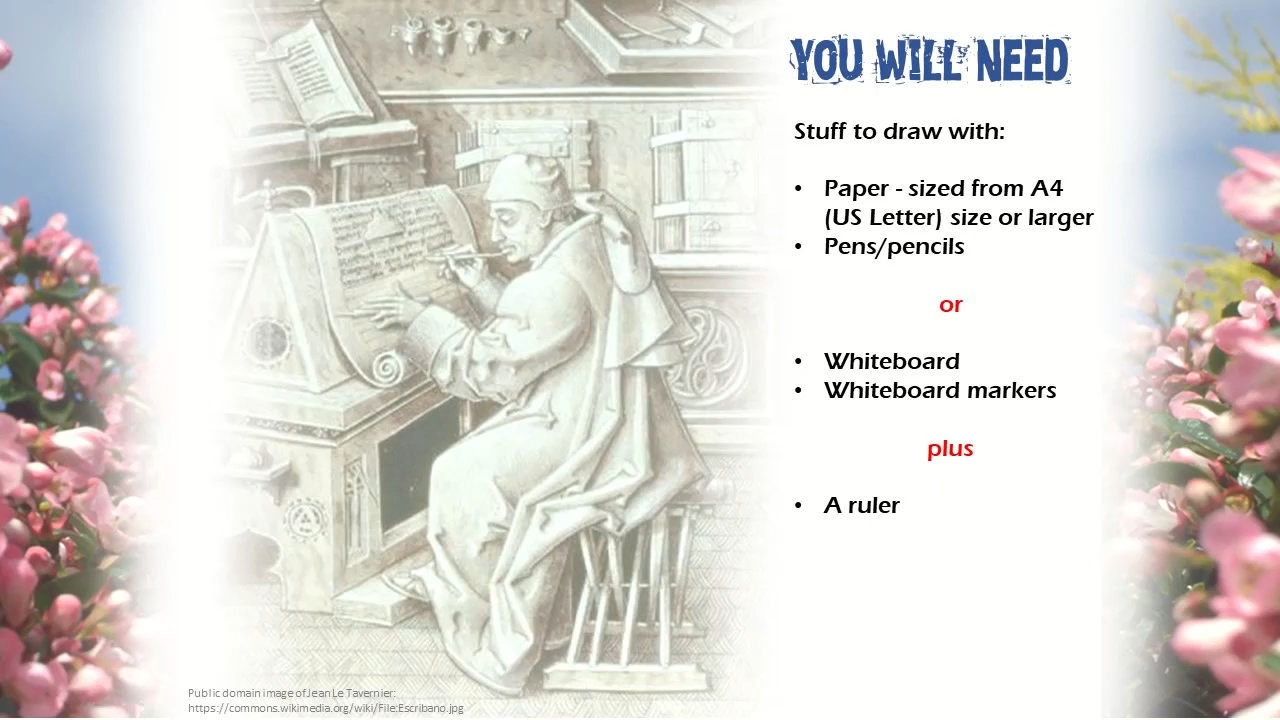 YOU WILL NEED
Stuff to draw with:
• Paper - sized from A4
(US Letter) size or larger
• Pens/pencils
or
• Whiteboard
• Whiteboard markers
plus
• A ruler
Public domain image of Jean Le Tavernier:
https://commons.wikimedia.org/wiki/File:Escribano.jpg